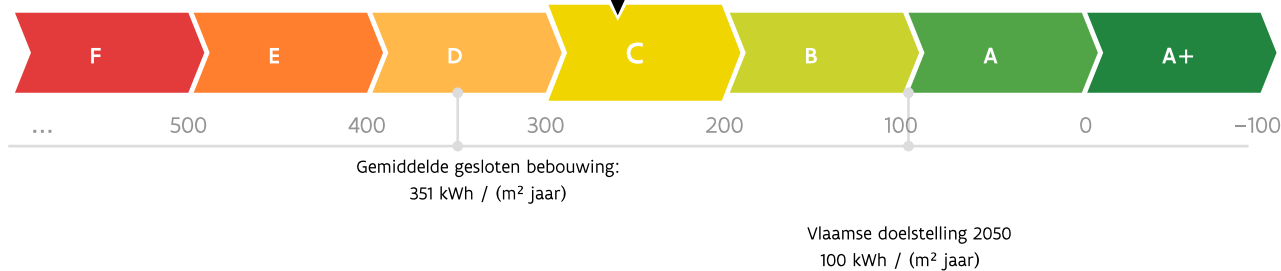 F E D C B A A+
... 500 400 300 200 100 0 –100
Gemiddelde gesloten bebouwing:
351 kWh / (m² jaar)
Vlaamse doelstelling 2050
100 kWh / (m² jaar)